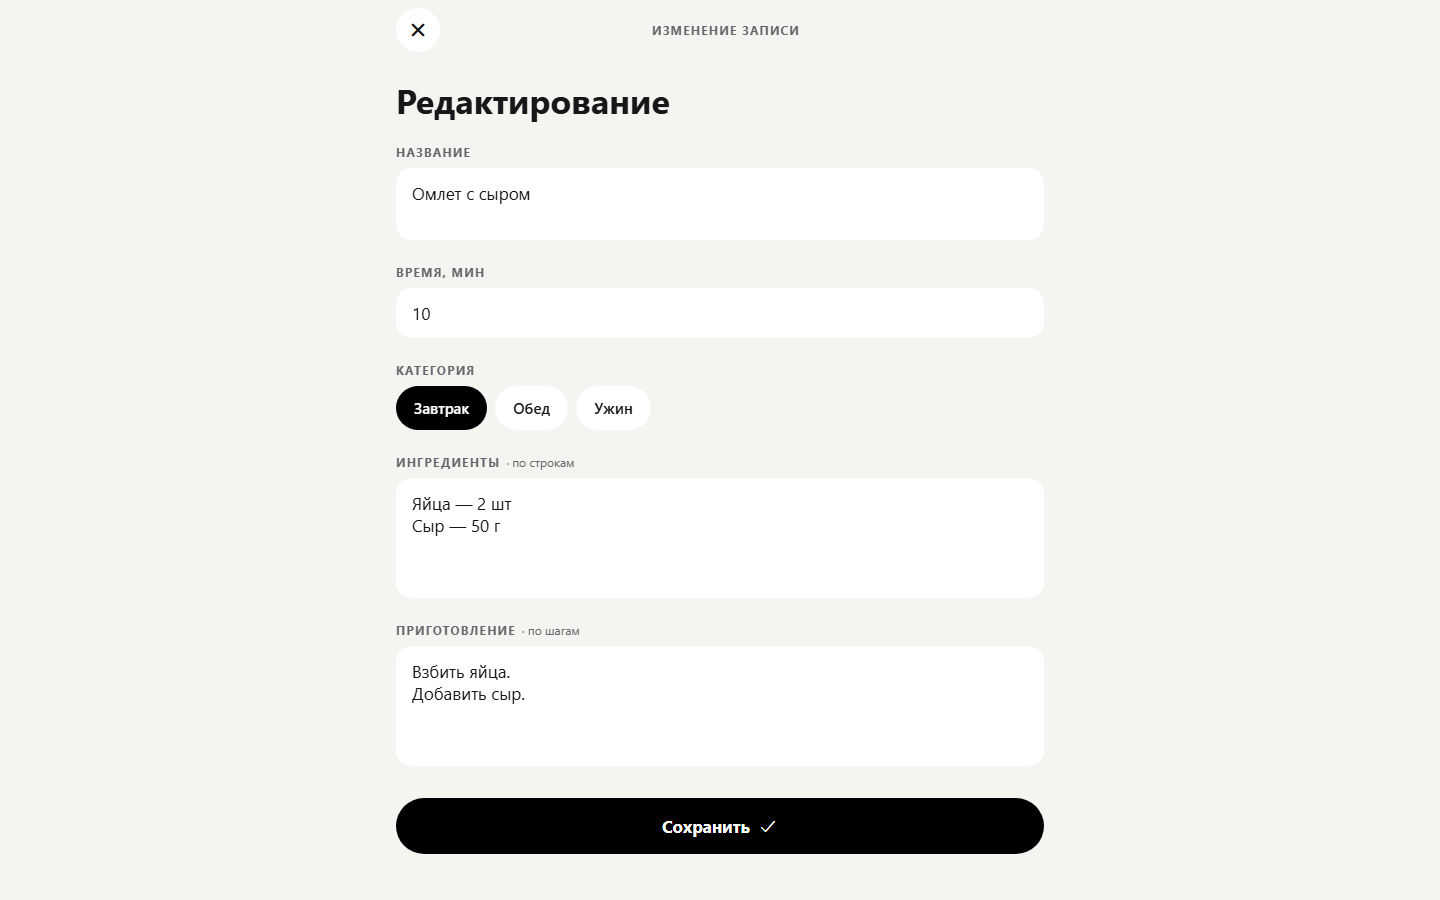 ИЗМЕНЕНИЕ ЗАПИСИ
Редактирование
НАЗВАНИЕ
Омлет с сыром
ВРЕМЯ, МИН
10
КАТЕГОРИЯ
Завтрак Обед Ужин
ИНГРЕДИЕНТЫ · по строкам
Яйца — 2 шт
Сыр — 50 г
ПРИГОТОВЛЕНИЕ · по шагам
Взбить яйца.
Добавить сыр.
Сохранить